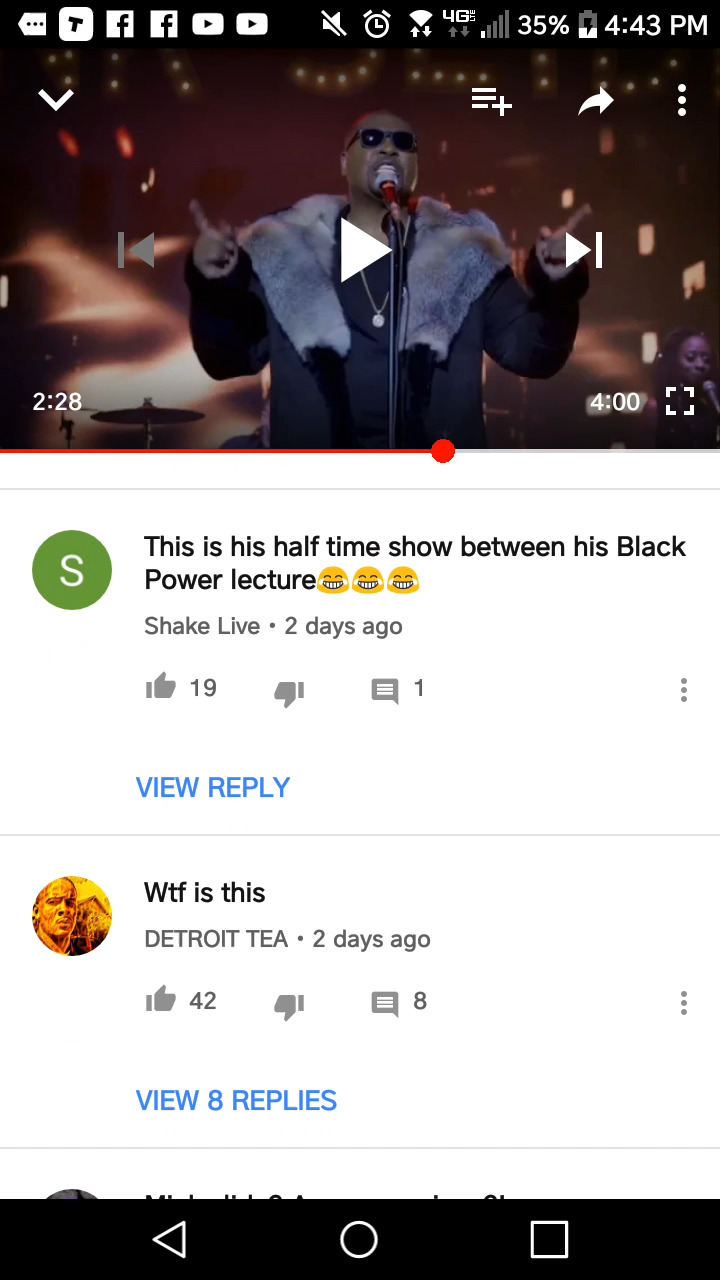 4G LTE 35% 4:43 PM
2:28
4:00
S
This is his half time show between his Black
Power lecture😂😂😂
Shake Live • 2 days ago
19
1
VIEW REPLY
Wtf is this
DETROIT TEA • 2 days ago
42
8
VIEW 8 REPLIES